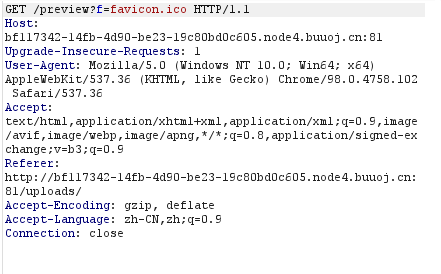 GET /preview?f=favicon.ico HTTP/1.1
Host:
bf117342-14fb-4d90-be23-19c80bd0c605.node4.buuoj.cn:81
Upgrade-Insecure-Requests: 1
User-Agent: Mozilla/5.0 (Windows NT 10.0; Win64; x64)
AppleWebKit/537.36 (KHTML, like Gecko) Chrome/98.0.4758.102
Safari/537.36
Accept:
text/html,application/xhtml+xml,application/xml;q=0.9,image
/avif,image/webp,image/apng,*/*;q=0.8,application/signed-ex
change;v=b3;q=0.9
Referer:
http://bf117342-14fb-4d90-be23-19c80bd0c605.node4.buuoj.cn:
81/uploads/
Accept-Encoding: gzip, deflate
Accept-Language: zh-CN,zh;q=0.9
Connection: close